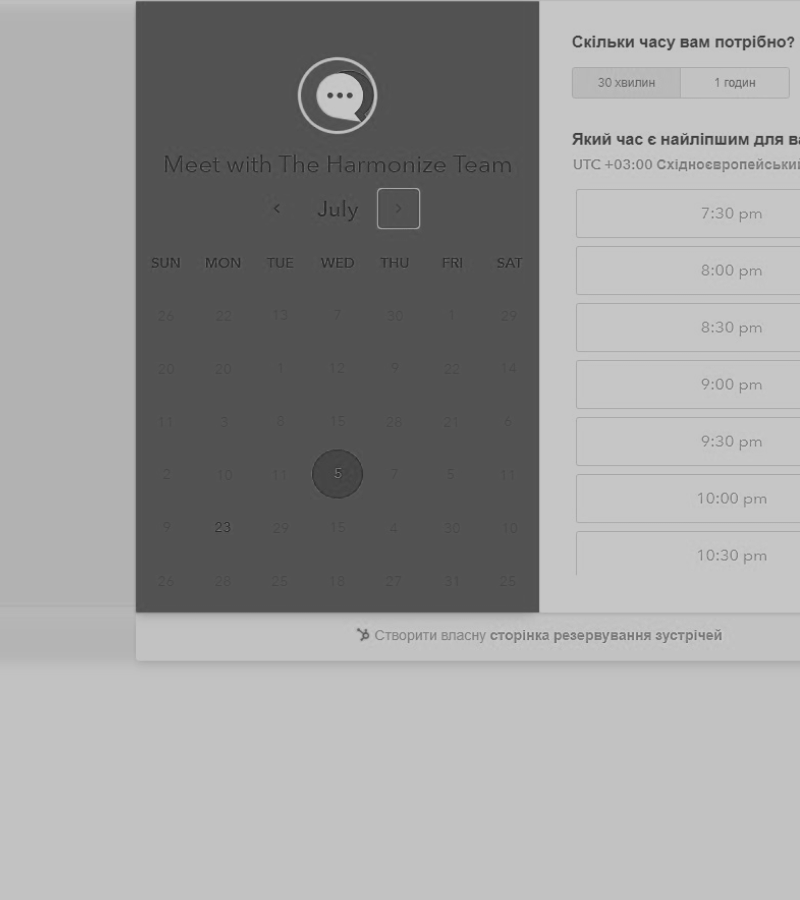 Meet with The Harmonize Team
July
SUN MON TUE WED THU FRI SAT
26 22 13 7 30 1 29
20 20 1 12 9 22 14
11 3 8 15 28 21 6
2 10 11 5 7 5 11
9 23 29 15 4 30 10
26 28 25 18 27 31 25
Скільки часу вам потрібно?
30 хвилин 1 годин
Який час є найліпшим для ва
UTC +03:00 Східноєвропейськи
7:30 pm
8:00 pm
8:30 pm
9:00 pm
9:30 pm
10:00 pm
10:30 pm
Створити власну сторінка резервування зустрічей